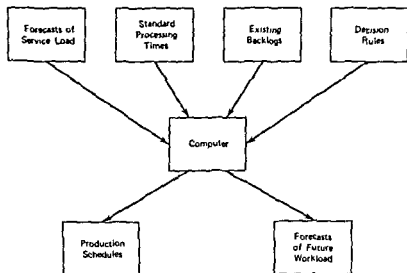 Forecasts of
Service Load
Standard
Processing
Times
Existing
Backlogs
Decision
Rules
Computer
Production
Schedules
Forecasts
of Future
Workload